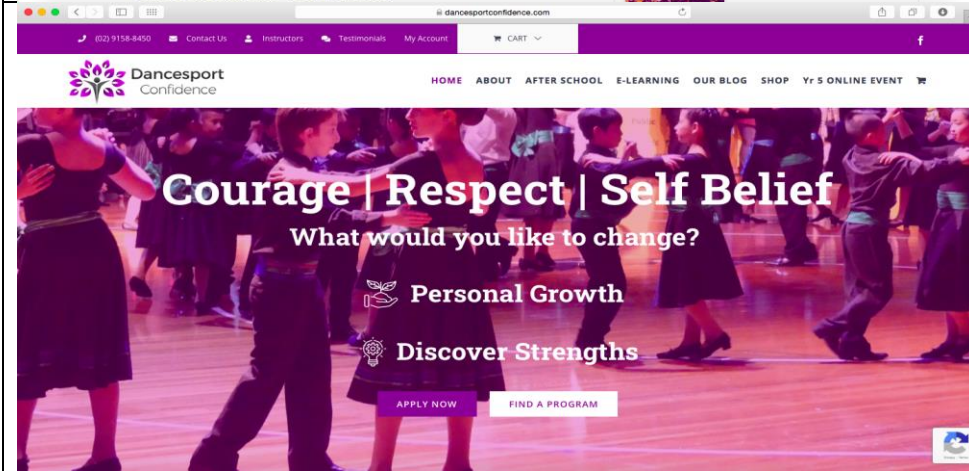 dancesportconfidence.com
(02) 9158-8450 Contact Us Instructors Testimonials My Account CART
f
Dancesport
Confidence
HOME ABOUT AFTER SCHOOL E-LEARNING OUR BLOG SHOP Yr 5 ONLINE EVENT
Courage | Respect | Self Belief
What would you like to change?
Personal Growth
Discover Strengths
APPLY NOW FIND A PROGRAM